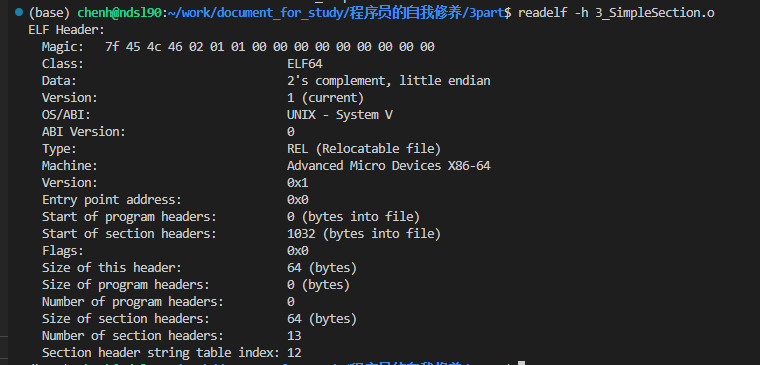 (base) chenh@ndsl90:~/work/document_for_study/程序员的自我修养/3part$ readelf -h 3_SimpleSection.o
ELF Header:
Magic: 7f 45 4c 46 02 01 01 00 00 00 00 00 00 00 00 00
Class: ELF64
Data: 2's complement, little endian
Version: 1 (current)
OS/ABI: UNIX - System V
ABI Version: 0
Type: REL (Relocatable file)
Machine: Advanced Micro Devices X86-64
Version: 0x1
Entry point address: 0x0
Start of program headers: 0 (bytes into file)
Start of section headers: 1032 (bytes into file)
Flags: 0x0
Size of this header: 64 (bytes)
Size of program headers: 0 (bytes)
Number of program headers: 0
Size of section headers: 64 (bytes)
Number of section headers: 13
Section header string table index: 12